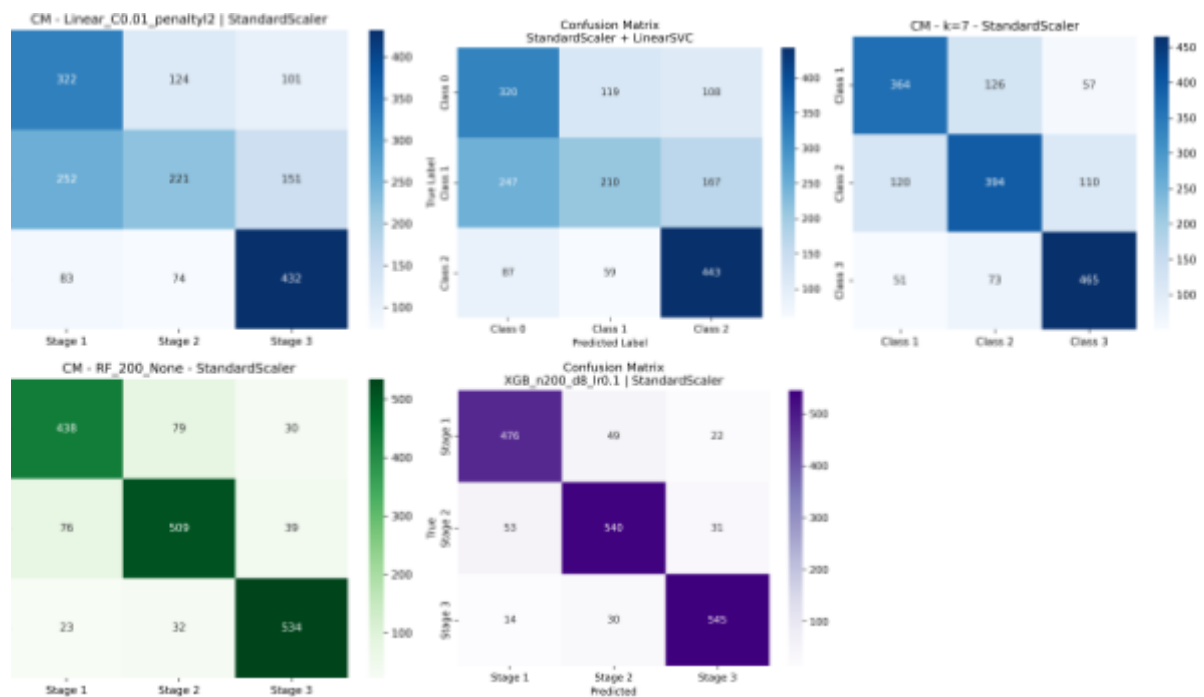 CM - Linear_C0.01_penaltyl2 | StandardScaler
322 124 101
252 221 151
83 74 432
Stage 1 Stage 2 Stage 3
400
350
300
250
200
150
100
Confusion Matrix
StandardScaler + LinearSVC
True Label
Class 0 320 119 108
Class 1 247 210 167
Class 2 87 59 443
Class 0 Class 1 Class 2
Predicted Label
400
350
300
250
200
150
100
CM - k=7 - StandardScaler
Class 1 364 126 57
Class 2 120 394 110
Class 3 51 73 465
Class 1 Class 2 Class 3
450
400
350
300
250
200
150
100
CM - RF_200_None - StandardScaler
438 79 30
76 509 39
23 32 534
Stage 1 Stage 2 Stage 3
500
400
300
200
100
Confusion Matrix
XGB_n200_d8_lr0.1 | StandardScaler
True
Stage 1 476 49 22
Stage 2 53 540 31
Stage 3 14 30 545
Stage 1 Stage 2 Stage 3
Predicted
500
400
300
200
100